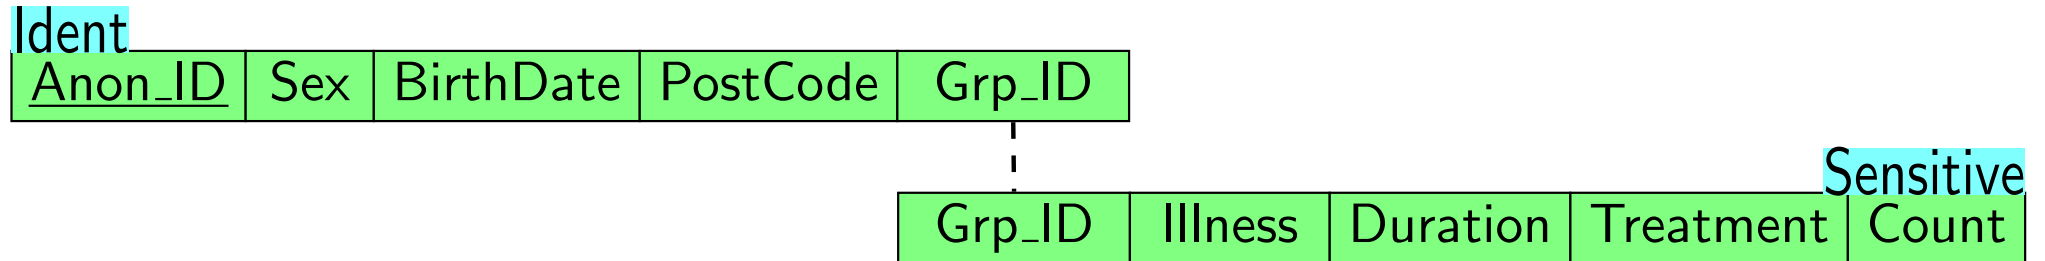 Ident
Anon_ID Sex BirthDate PostCode Grp_ID
Sensitive
Grp_ID Illness Duration Treatment Count